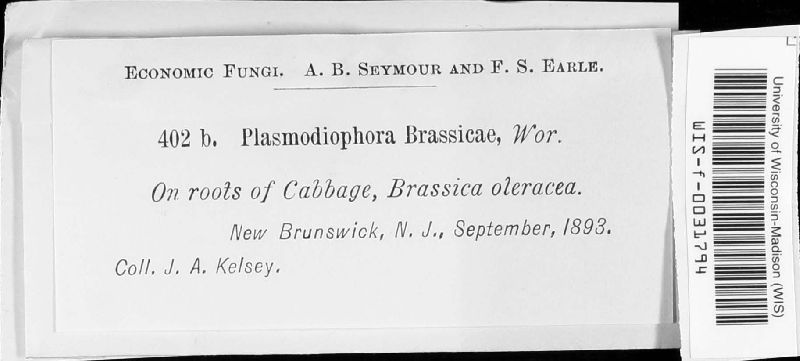 ECONOMIC FUNGI. A. B. SEYMOUR AND F. S. EARLE.
402 b. Plasmodiophora Brassicae, Wor.
On roots of Cabbage, Brassica oleracea.
New Brunswick, N. J., September, 1893.
Coll. J. A. Kelsey.
University of Wisconsin-Madison (WIS)
WIS-f-0031794